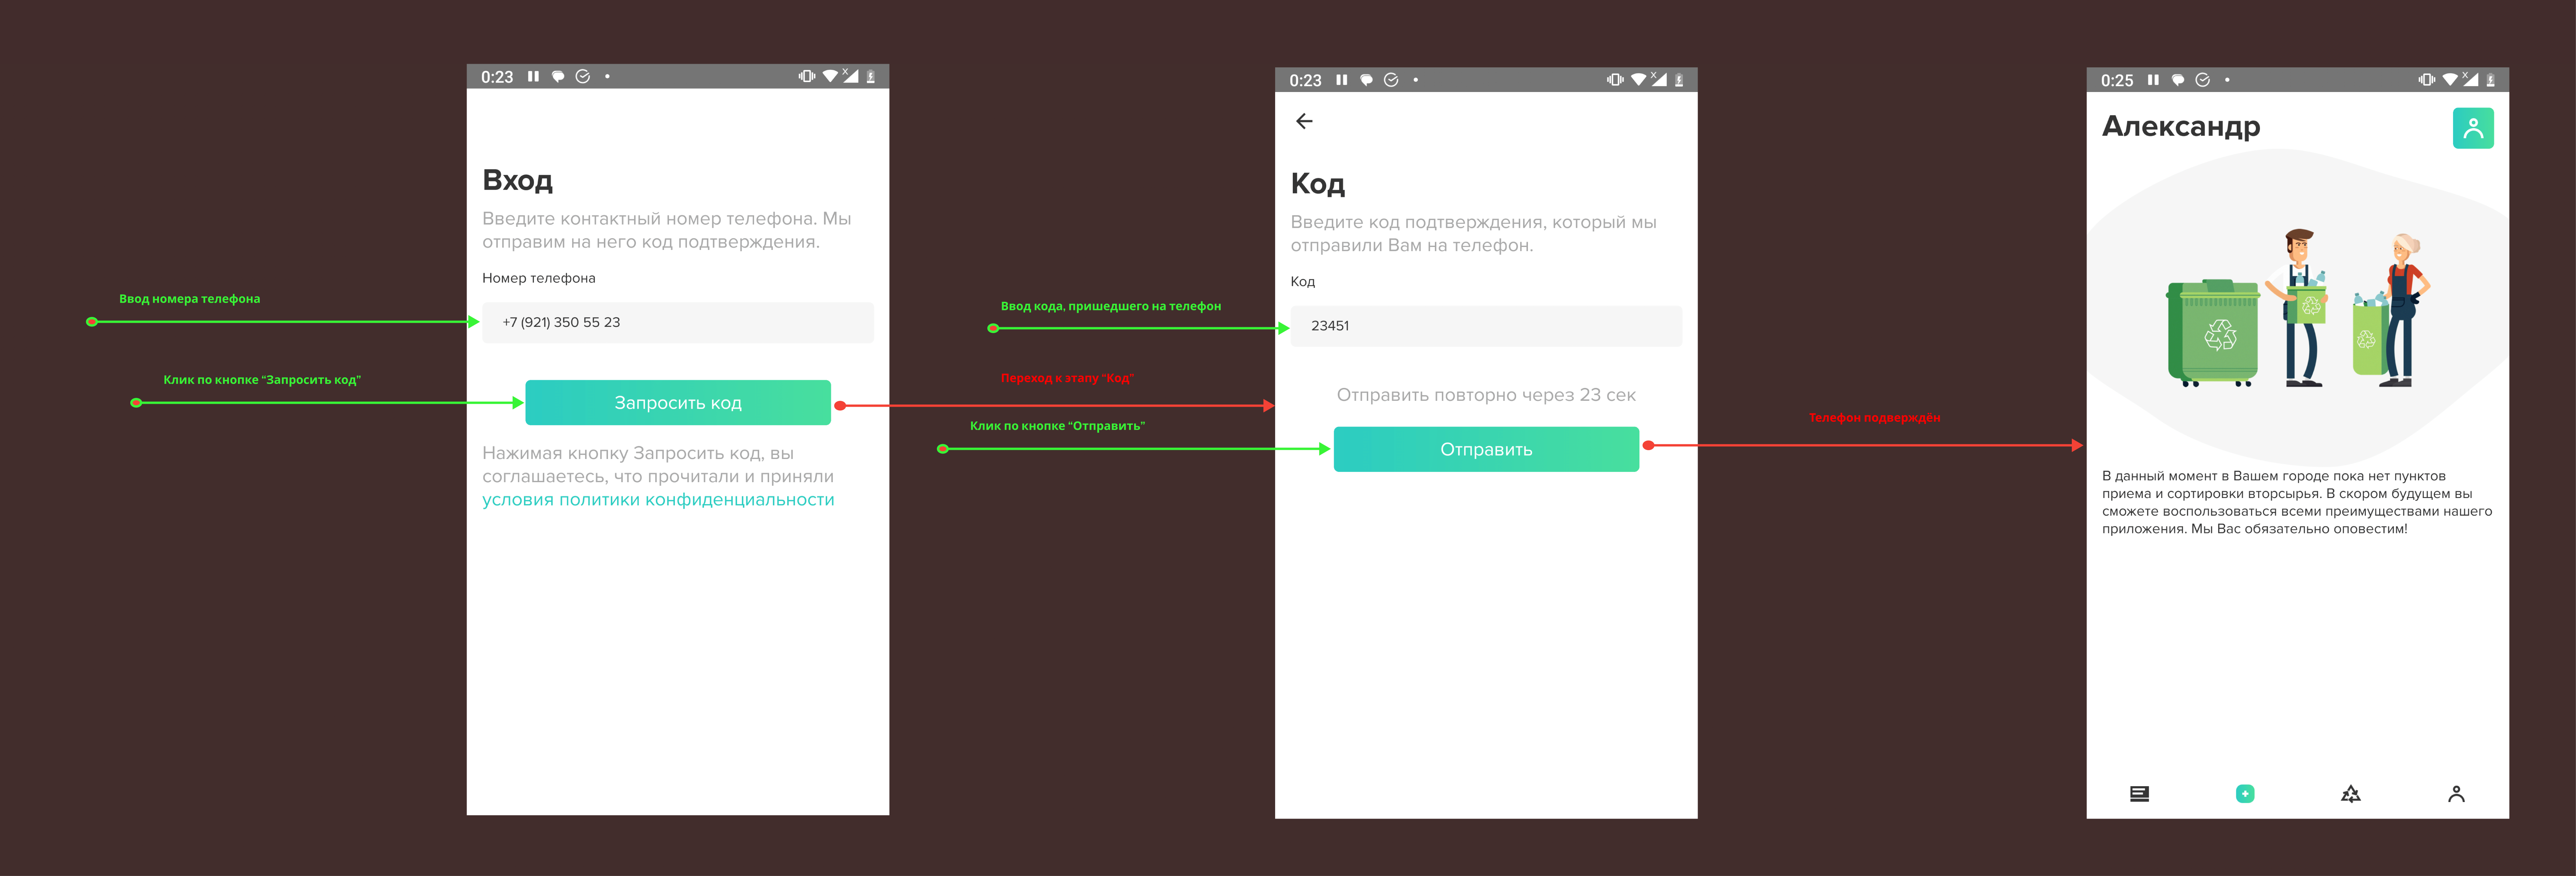 Ввод номера телефона
Клик по кнопке “Запросить код”
0:23
Вход
Введите контактный номер телефона. Мы
отправим на него код подтверждения.
Номер телефона
+7 (921) 350 55 23
Запросить код
Нажимая кнопку Запросить код, вы
соглашаетесь, что прочитали и приняли
условия политики конфиденциальности
Ввод кода, пришедшего на телефон
Переход к этапу “Код”
Клик по кнопке “Отправить”
0:23
Код
Введите код подтверждения, который мы
отправили Вам на телефон.
Код
23451
Отправить повторно через 23 сек
Отправить
Телефон подверждён
0:25
Александр
В данный момент в Вашем городе пока нет пунктов
приема и сортировки вторсырья. В скором будущем вы
сможете воспользоваться всеми преимуществами нашего
приложения. Мы Вас обязательно оповестим!